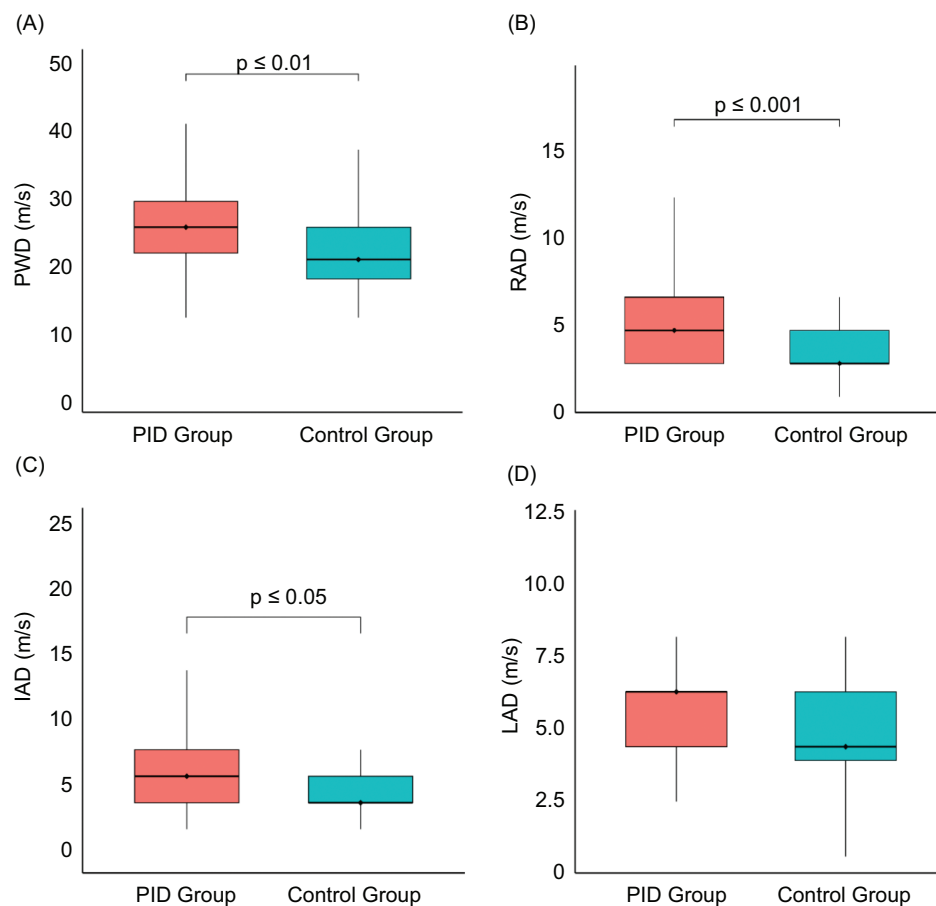 (A)
p ≤ 0.01
50
40
30
20
10
0
PWD (m/s)
PID Group
Control Group
(B)
p ≤ 0.001
15
10
5
0
RAD (m/s)
PID Group
Control Group
(C)
p ≤ 0.05
25
20
15
10
5
0
IAD (m/s)
PID Group
Control Group
(D)
12.5
10.0
7.5
5.0
2.5
0
LAD (m/s)
PID Group
Control Group